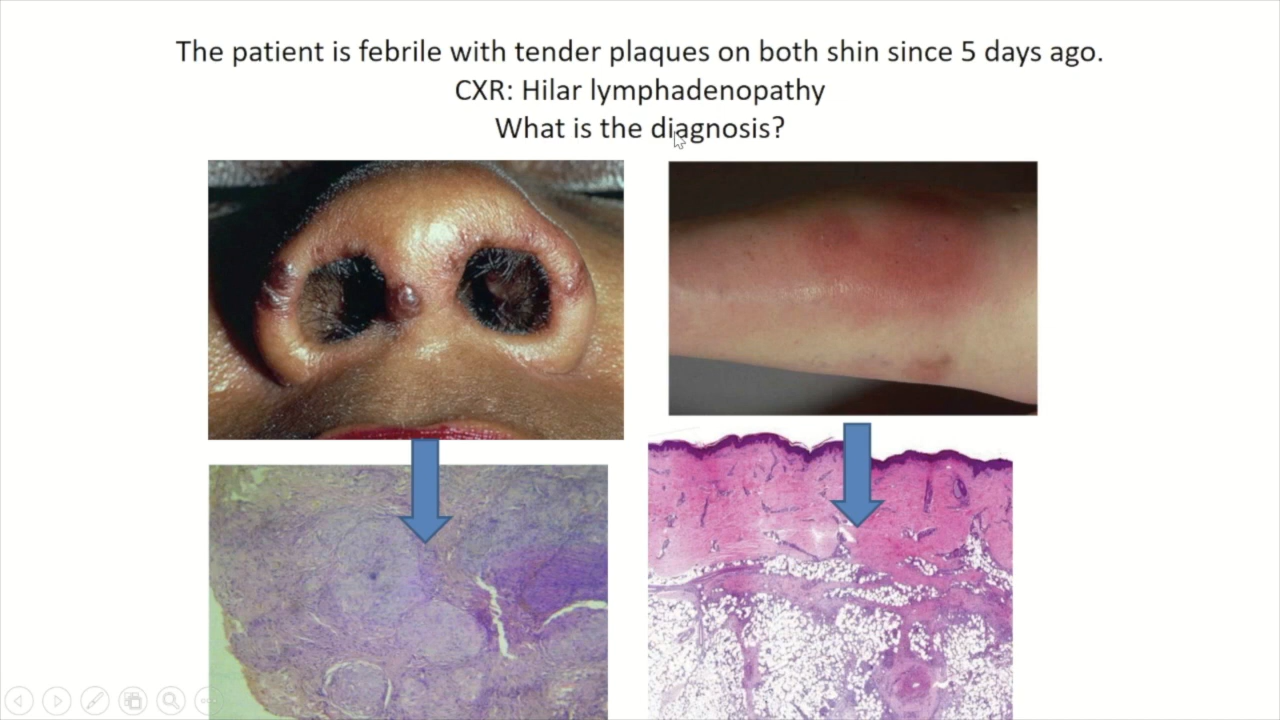 The patient is febrile with tender plaques on both shin since 5 days ago.
CXR: Hilar lymphadenopathy
What is the diagnosis?